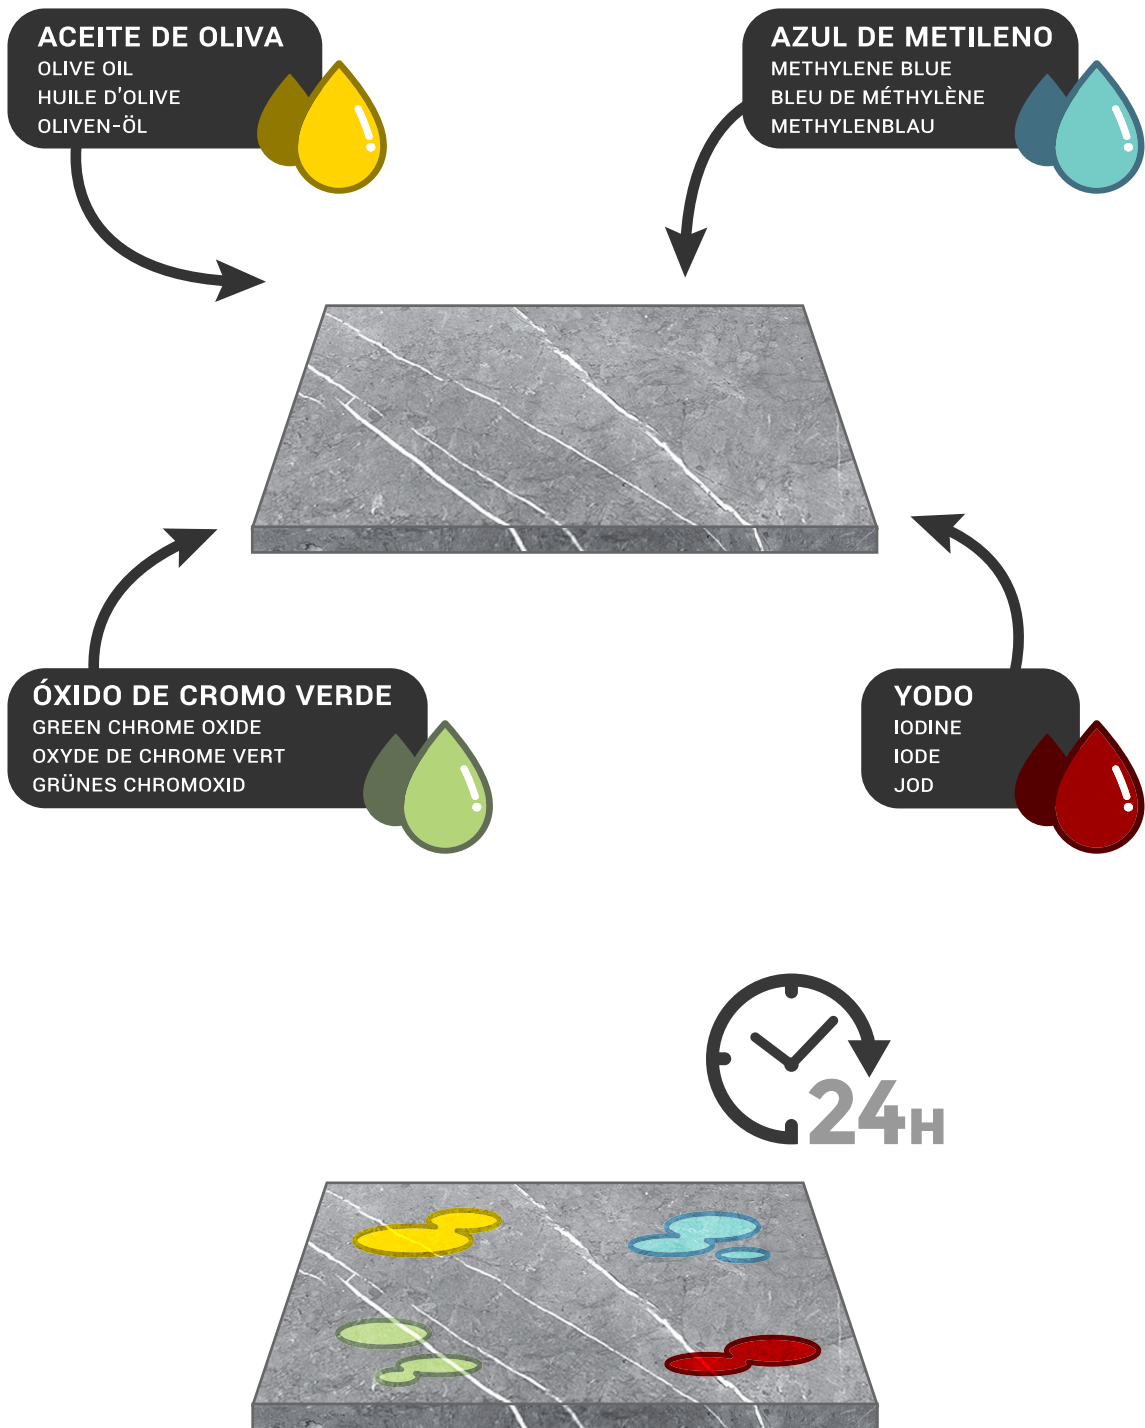 ACEITE DE OLIVA
OLIVE OIL
HUILE D'OLIVE
OLIVEN-ÖL
AZUL DE METILENO
METHYLENE BLUE
BLEU DE MÉTHYLÈNE
METHYLENBLAU
ÓXIDO DE CROMO VERDE
GREEN CHROME OXIDE
OXYDE DE CHROME VERT
GRÜNES CHROMOXID
YODO
IODINE
IODE
JOD
24H